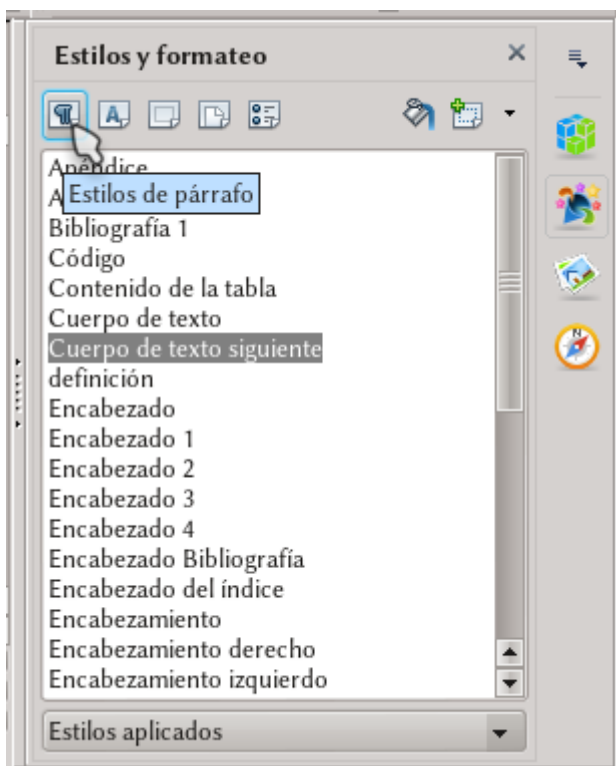 Estilos y formateo
Apéndice
A
Estilos de párrafo
Bibliografía 1
Código
Contenido de la tabla
Cuerpo de texto
Cuerpo de texto siguiente
definición
Encabezado
Encabezado 1
Encabezado 2
Encabezado 3
Encabezado 4
Encabezado Bibliografía
Encabezado del índice
Encabezamiento
Encabezamiento derecho
Encabezamiento izquierdo
Estilos aplicados